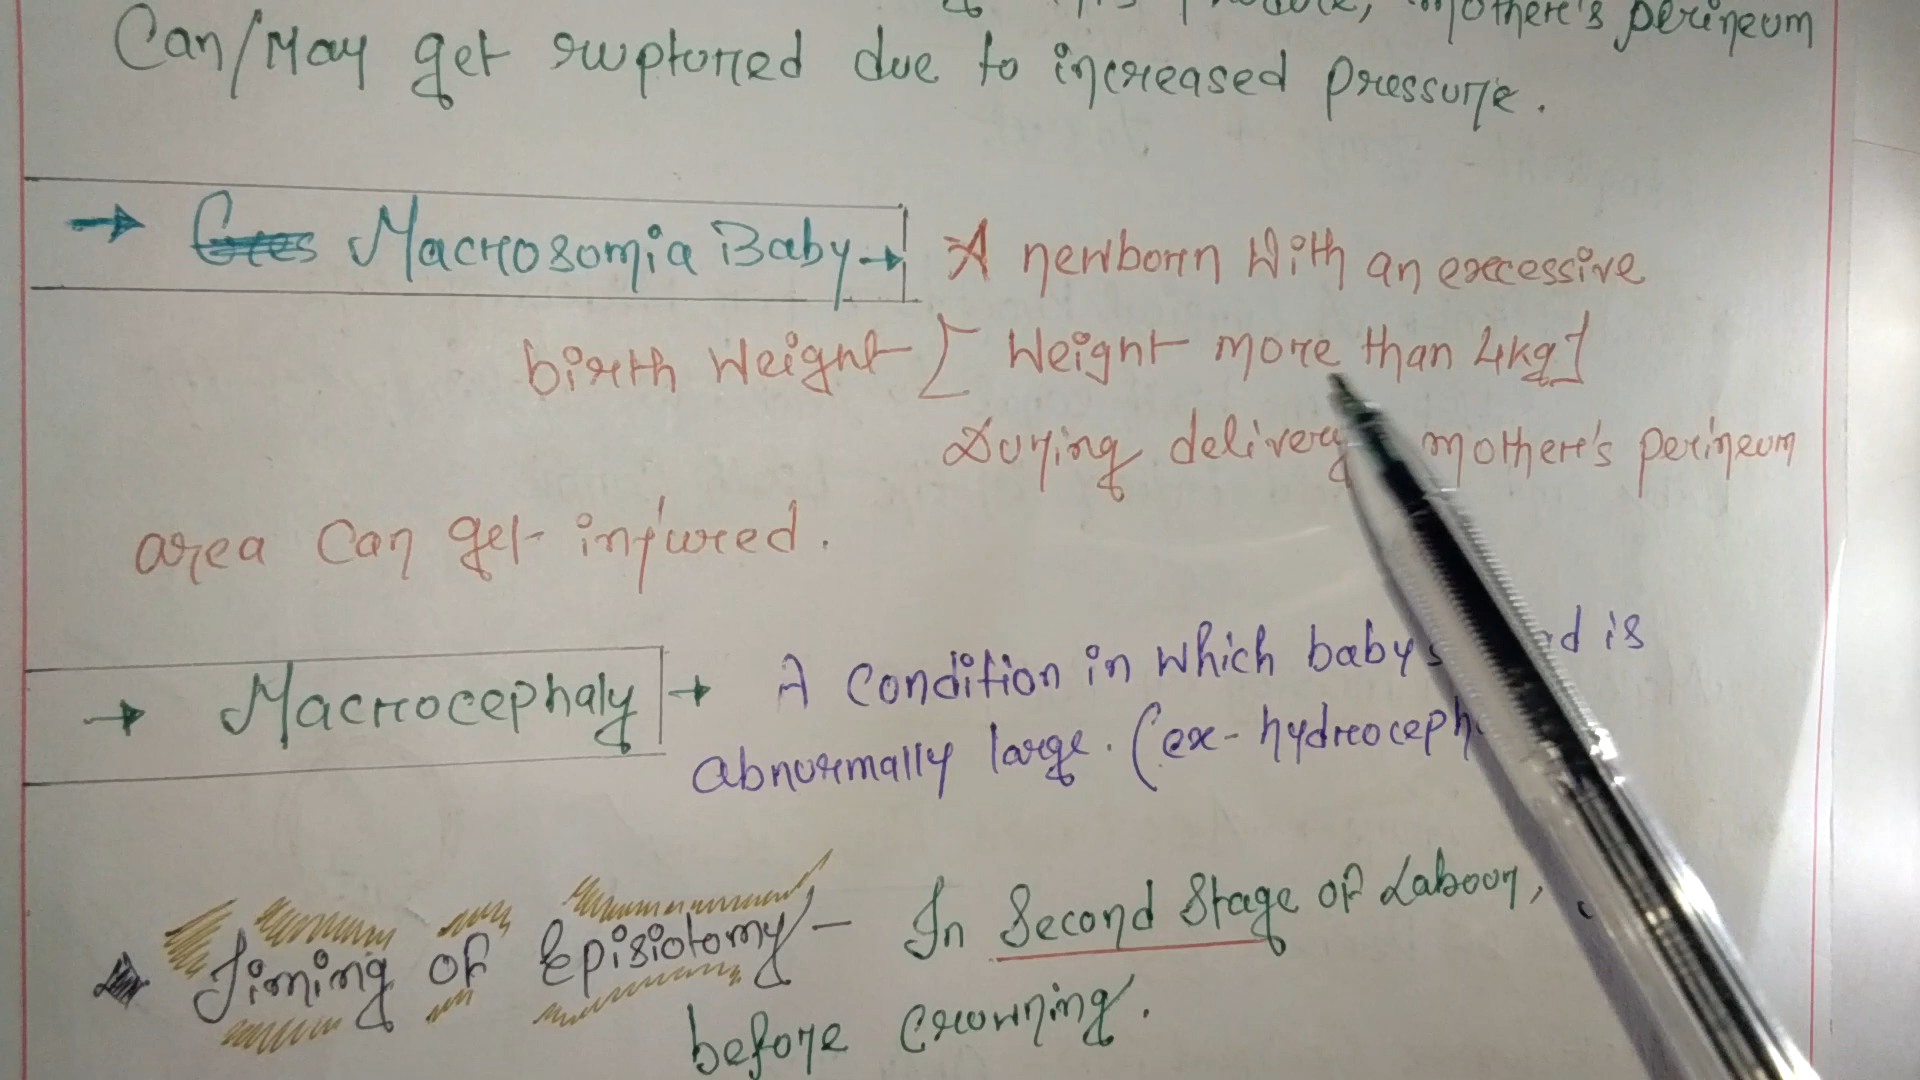 mother's perineum
Can/May get ruptured due to increased pressure.
→ Macrosomia Baby → A newborn with an excessive
birth weight [ Weight more than 4kg]
During delivery mother's perineum
area can get injured.
→ Macrocephaly → A condition in which baby's is
abnormally large. (ex- hydroceph
Timing of Episiotomy - In Second Stage of Labour,
before crowning.